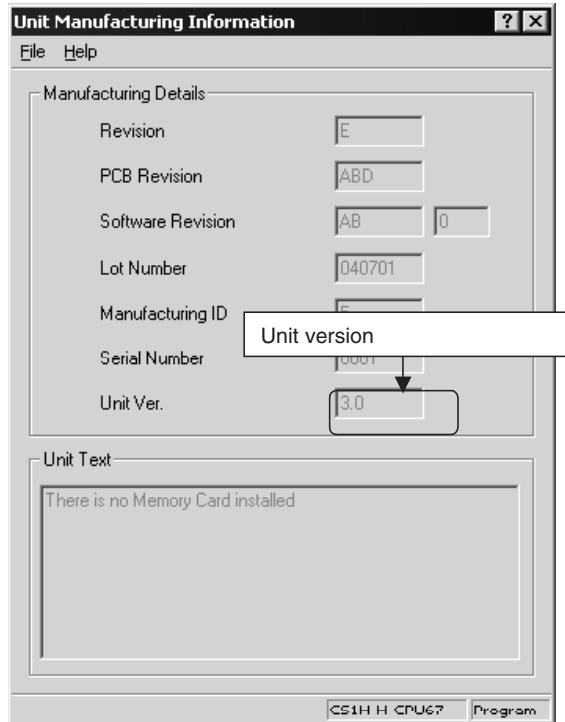 Unit Manufacturing Information
File Help
Manufacturing Details
Revision E
PCB Revision ABD
Software Revision AB 0
Lot Number 040701
Manufacturing ID
Unit version
Serial Number
Unit Ver. 3.0
Unit Text
There is no Memory Card installed
CS1H H CPU67 Program